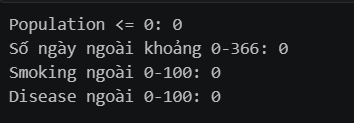 Population <= 0: 0
Số ngày ngoài khoảng 0-366: 0
Smoking ngoài 0-100: 0
Disease ngoài 0-100: 0